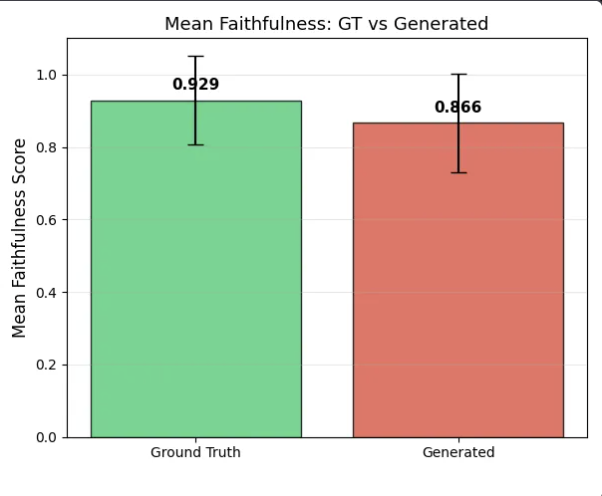 Mean Faithfulness: GT vs Generated
Mean Faithfulness Score
1.0
0.8
0.6
0.4
0.2
0.0
0.929
0.866
Ground Truth
Generated